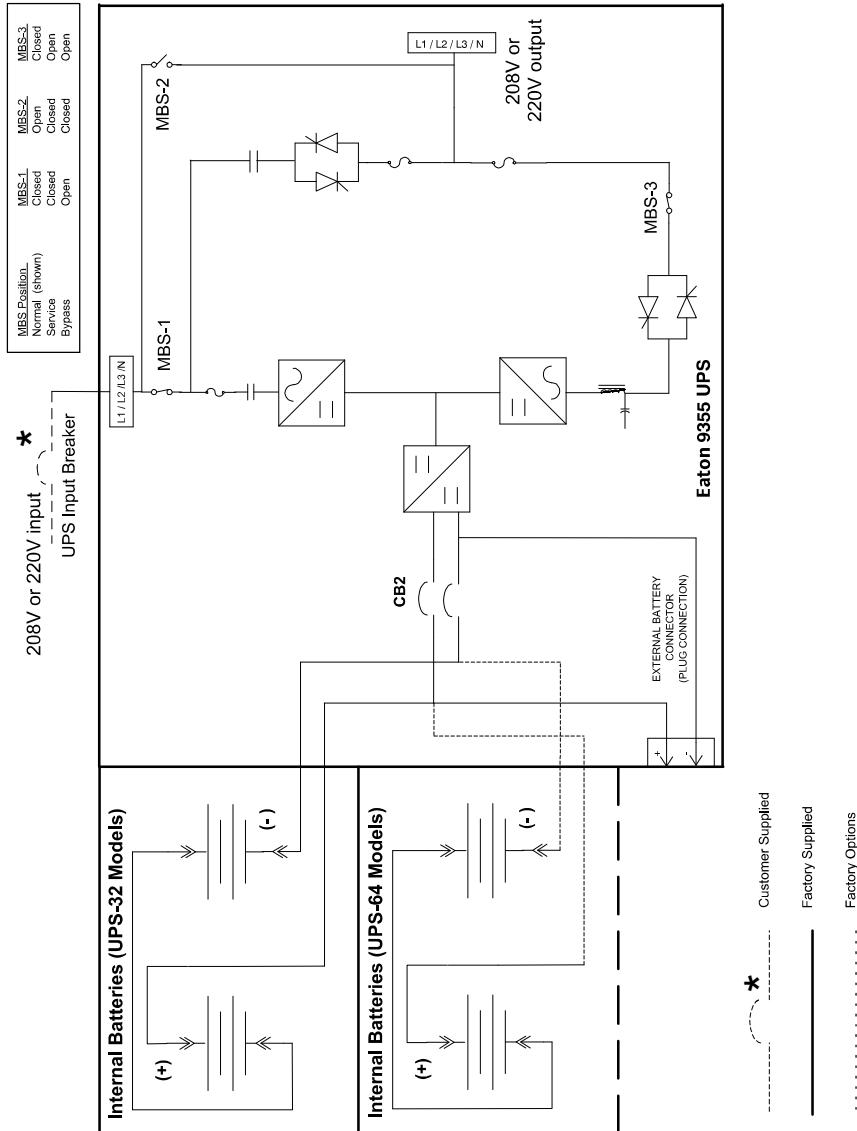 MBS Position MBS-1 MBS-2 MBS-3
Normal (shown) Closed Open Closed
Service Closed Closed Open
Bypass Open Closed Open
208V or 220V input
*
UPS Input Breaker
L1 / L2 /L3 /N
MBS-1
MBS-2
L1 / L2 / L3 / N
208V or
220V output
MBS-3
Eaton 9355 UPS
CB2
EXTERNAL BATTERY
CONNECTOR
(PLUG CONNECTION)
+
-
Internal Batteries (UPS-32 Models)
(+)
(-)
Internal Batteries (UPS-64 Models)
(+)
(-)
*
Customer Supplied
Factory Supplied
Factory Options